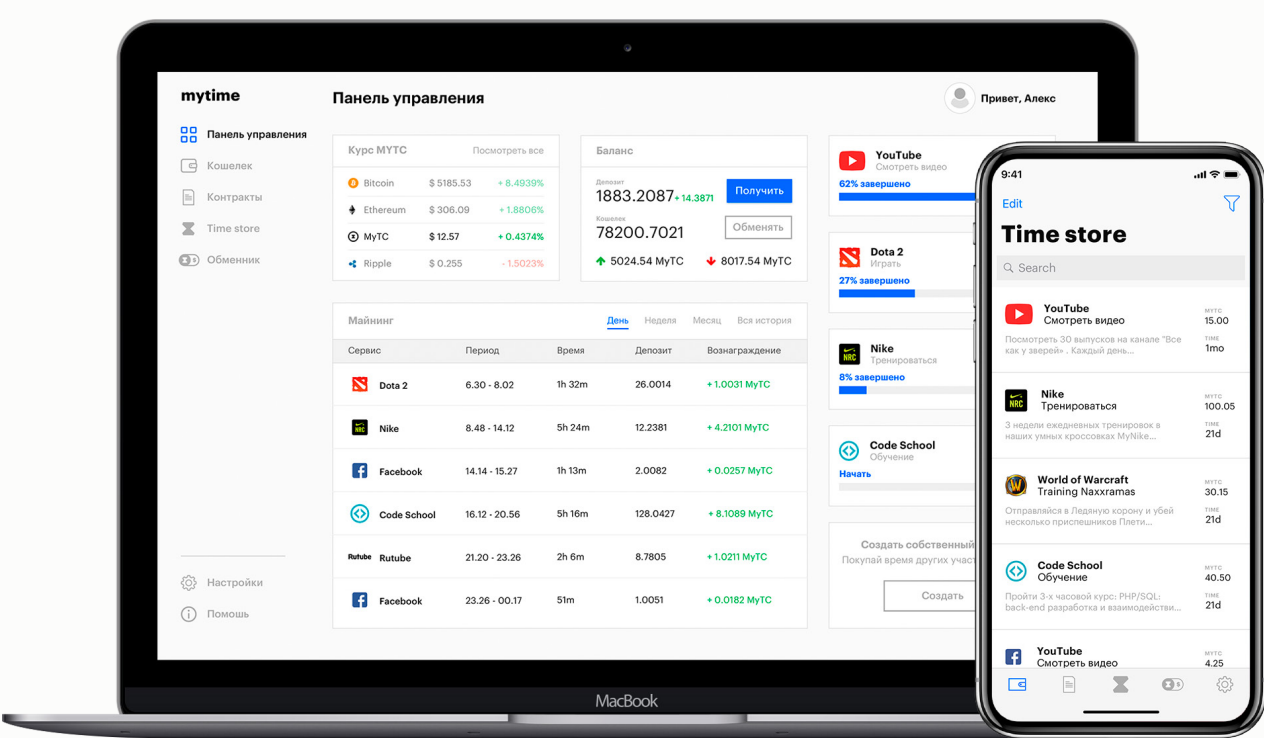 mytime
Панель управления
Привет, Алекс
Панель управления
Кошелек
Контракты
Time store
Обменник
Настройки
Помошь
Курс MYTC Посмотреть все
Bitcoin $ 5185.53 + 8.4939%
Ethereum $ 306.09 + 1.8806%
MyTC $ 12.57 + 0.4374%
Ripple $ 0.255 - 1.5023%
Баланс
Депозит
1883.2087 + 14.3871 Получить
Кошелек
78200.7021 Обменять
5024.54 MyTC 8017.54 MyTC
Майнинг День Неделя Месяц Вся история
Сервис Период Время Депозит Вознаграждение
Dota 2 6.30 - 8.02 1h 32m 26.0014 + 1.0031 MyTC
NRC Nike 8.48 - 14.12 5h 24m 12.2381 + 4.2101 MyTC
Facebook 14.14 - 15.27 1h 13m 2.0082 + 0.0257 MyTC
Code School 16.12 - 20.56 5h 16m 128.0427 + 8.1089 MyTC
Rutube Rutube 21.20 - 23.26 2h 6m 8.7805 + 1.0211 MyTC
Facebook 23.26 - 00.17 51m 1.0051 + 0.0182 MyTC
YouTube
Смотреть видео
62% завершено
Dota 2
Играть
27% завершено
NRC
Nike
Тренироваться
8% завершено
Code School
Обучение
Начать
Создать собственный
Покупай время других учас
Создать
MacBook
9:41
Edit
Time store
Search
YouTube MYTC
Смотреть видео 15.00
Посмотреть 30 выпусков на канале "Все TIME
как у зверей» . Каждый день... 1mo
NRC
Nike MYTC
Тренироваться 100.05
3 недели ежедневных тренировок в TIME
наших умных кроссовках MyNike... 21d
World of Warcraft MYTC
Training Naxxramas 30.15
Отправляйся в Ледяную корону и убей TIME
несколько приспешников Плети... 21d
Code School MYTC
Обучение 40.50
Пройти 3-х часовой курс: PHP/SQL: TIME
back-end разработка и взаимодействи... 21d
YouTube MYTC
Смотреть видео 4.25